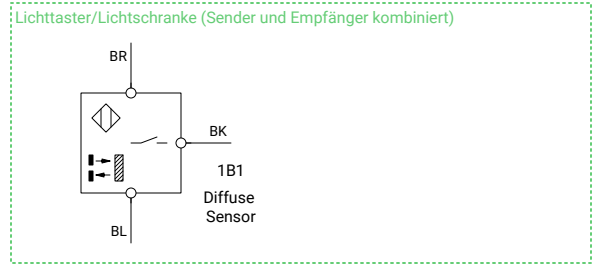 Lichttaster/Lichtschranke (Sender und Empfänger kombiniert)
BR
BK
1B1
Diffuse
Sensor
BL